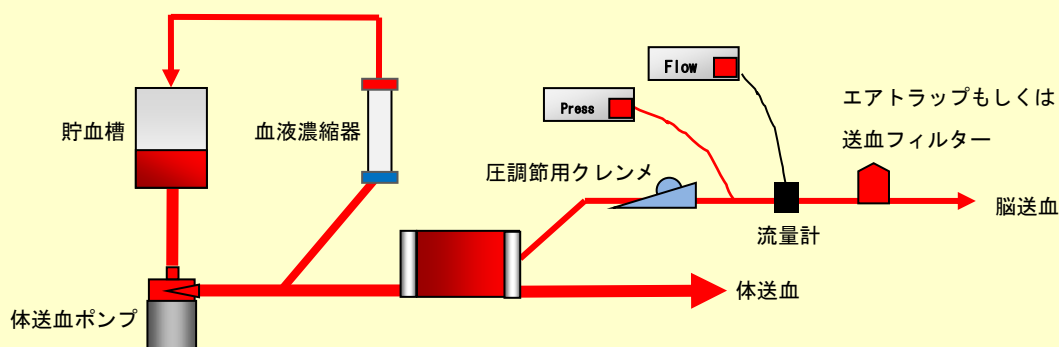 Flow
Press
エアトラップもしくは
送血フィルター
貯血槽
血液濃縮器
圧調節用クレンメ
脳送血
流量計
体送血
体送血ポンプ